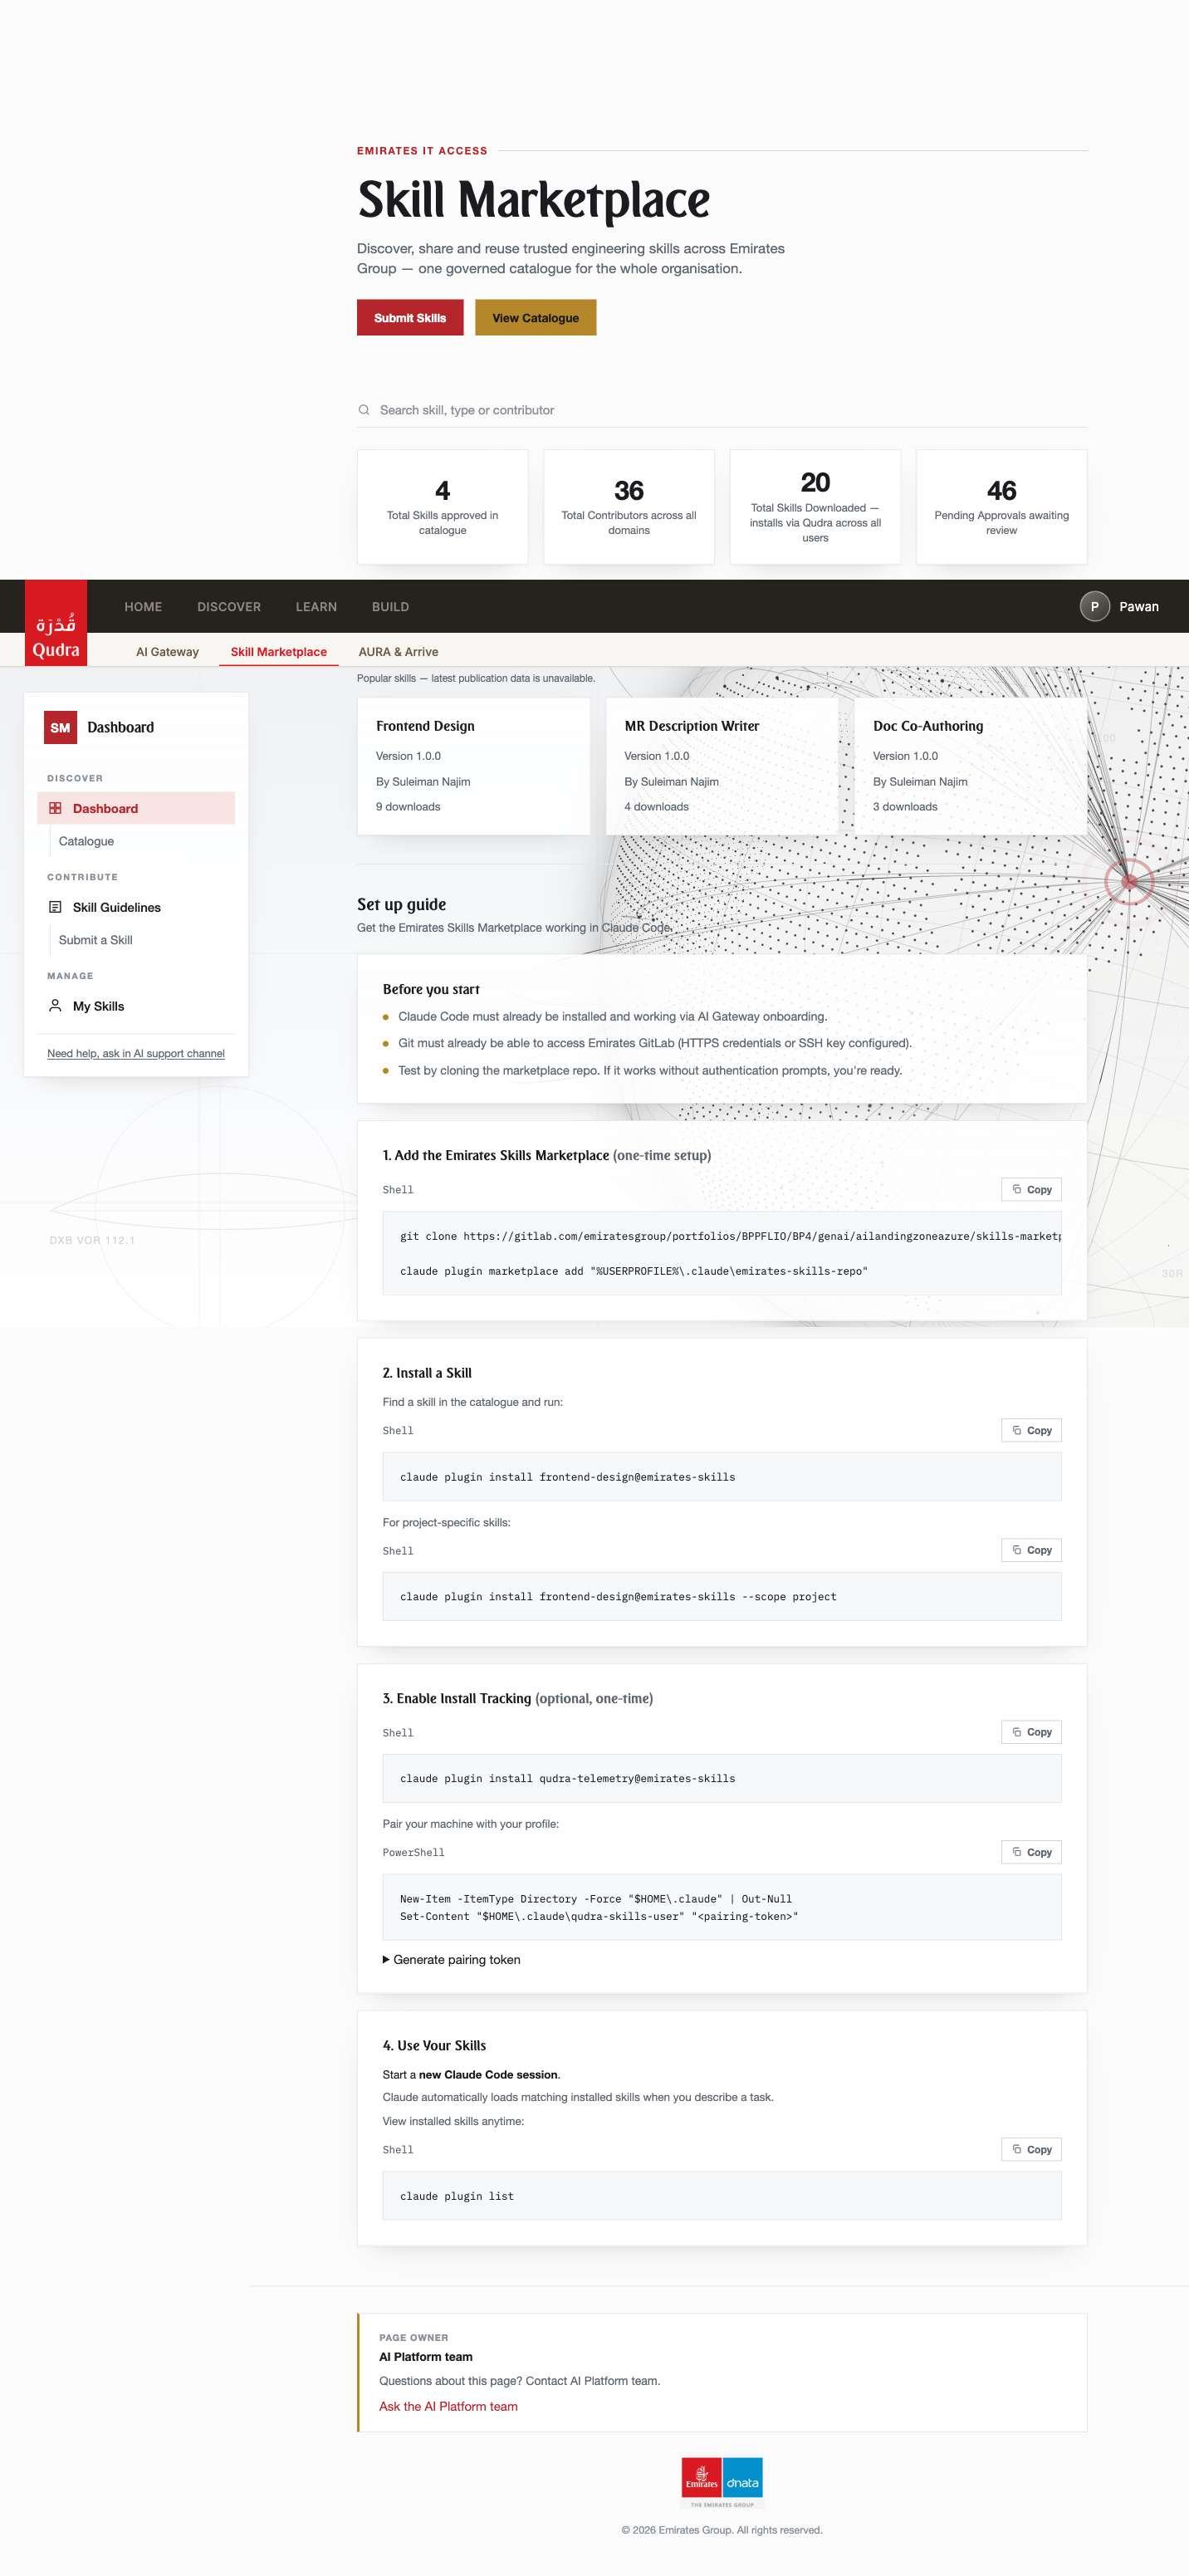 EMIRATES IT ACCESS
Skill Marketplace
Discover, share and reuse trusted engineering skills across Emirates
Group — one governed catalogue for the whole organisation.
Submit Skills
View Catalogue
Search skill, type or contributor
4
Total Skills approved in
catalogue
36
Total Contributors across all
domains
20
Total Skills Downloaded —
installs via Qudra across all
users
46
Pending Approvals awaiting
review
قُدْرَة
Qudra
HOME
DISCOVER
LEARN
BUILD
P
Pawan
AI Gateway
Skill Marketplace
AURA & Arrive
SM
Dashboard
DISCOVER
Dashboard
Catalogue
CONTRIBUTE
Skill Guidelines
Submit a Skill
MANAGE
My Skills
Need help, ask in AI support channel
DXB VOR 112.1
30R
Popular skills — latest publication data is unavailable.
Frontend Design
Version 1.0.0
By Suleiman Najim
9 downloads
MR Description Writer
Version 1.0.0
By Suleiman Najim
4 downloads
Doc Co-Authoring
Version 1.0.0
By Suleiman Najim
3 downloads
Set up guide
Get the Emirates Skills Marketplace working in Claude Code.
Before you start
Claude Code must already be installed and working via AI Gateway onboarding.
Git must already be able to access Emirates GitLab (HTTPS credentials or SSH key configured).
Test by cloning the marketplace repo. If it works without authentication prompts, you're ready.
1. Add the Emirates Skills Marketplace (one-time setup)
Shell
Copy
git clone https://gitlab.com/emiratesgroup/portfolios/BPPFLIO/BP4/genai/ailandingzoneazure/skills-marketp
claude plugin marketplace add "%USERPROFILE%\.claude\emirates-skills-repo"
2. Install a Skill
Find a skill in the catalogue and run:
Shell
Copy
claude plugin install frontend-design@emirates-skills
For project-specific skills:
Shell
Copy
claude plugin install frontend-design@emirates-skills --scope project
3. Enable Install Tracking (optional, one-time)
Shell
Copy
claude plugin install qudra-telemetry@emirates-skills
Pair your machine with your profile:
PowerShell
Copy
New-Item -ItemType Directory -Force "$HOME\.claude" | Out-Null
Set-Content "$HOME\.claude\qudra-skills-user" "<pairing-token>"
Generate pairing token
4. Use Your Skills
Start a new Claude Code session.
Claude automatically loads matching installed skills when you describe a task.
View installed skills anytime:
Shell
Copy
claude plugin list
PAGE OWNER
AI Platform team
Questions about this page? Contact AI Platform team.
Ask the AI Platform team
Emirates
dnata
THE EMIRATES GROUP
© 2026 Emirates Group. All rights reserved.